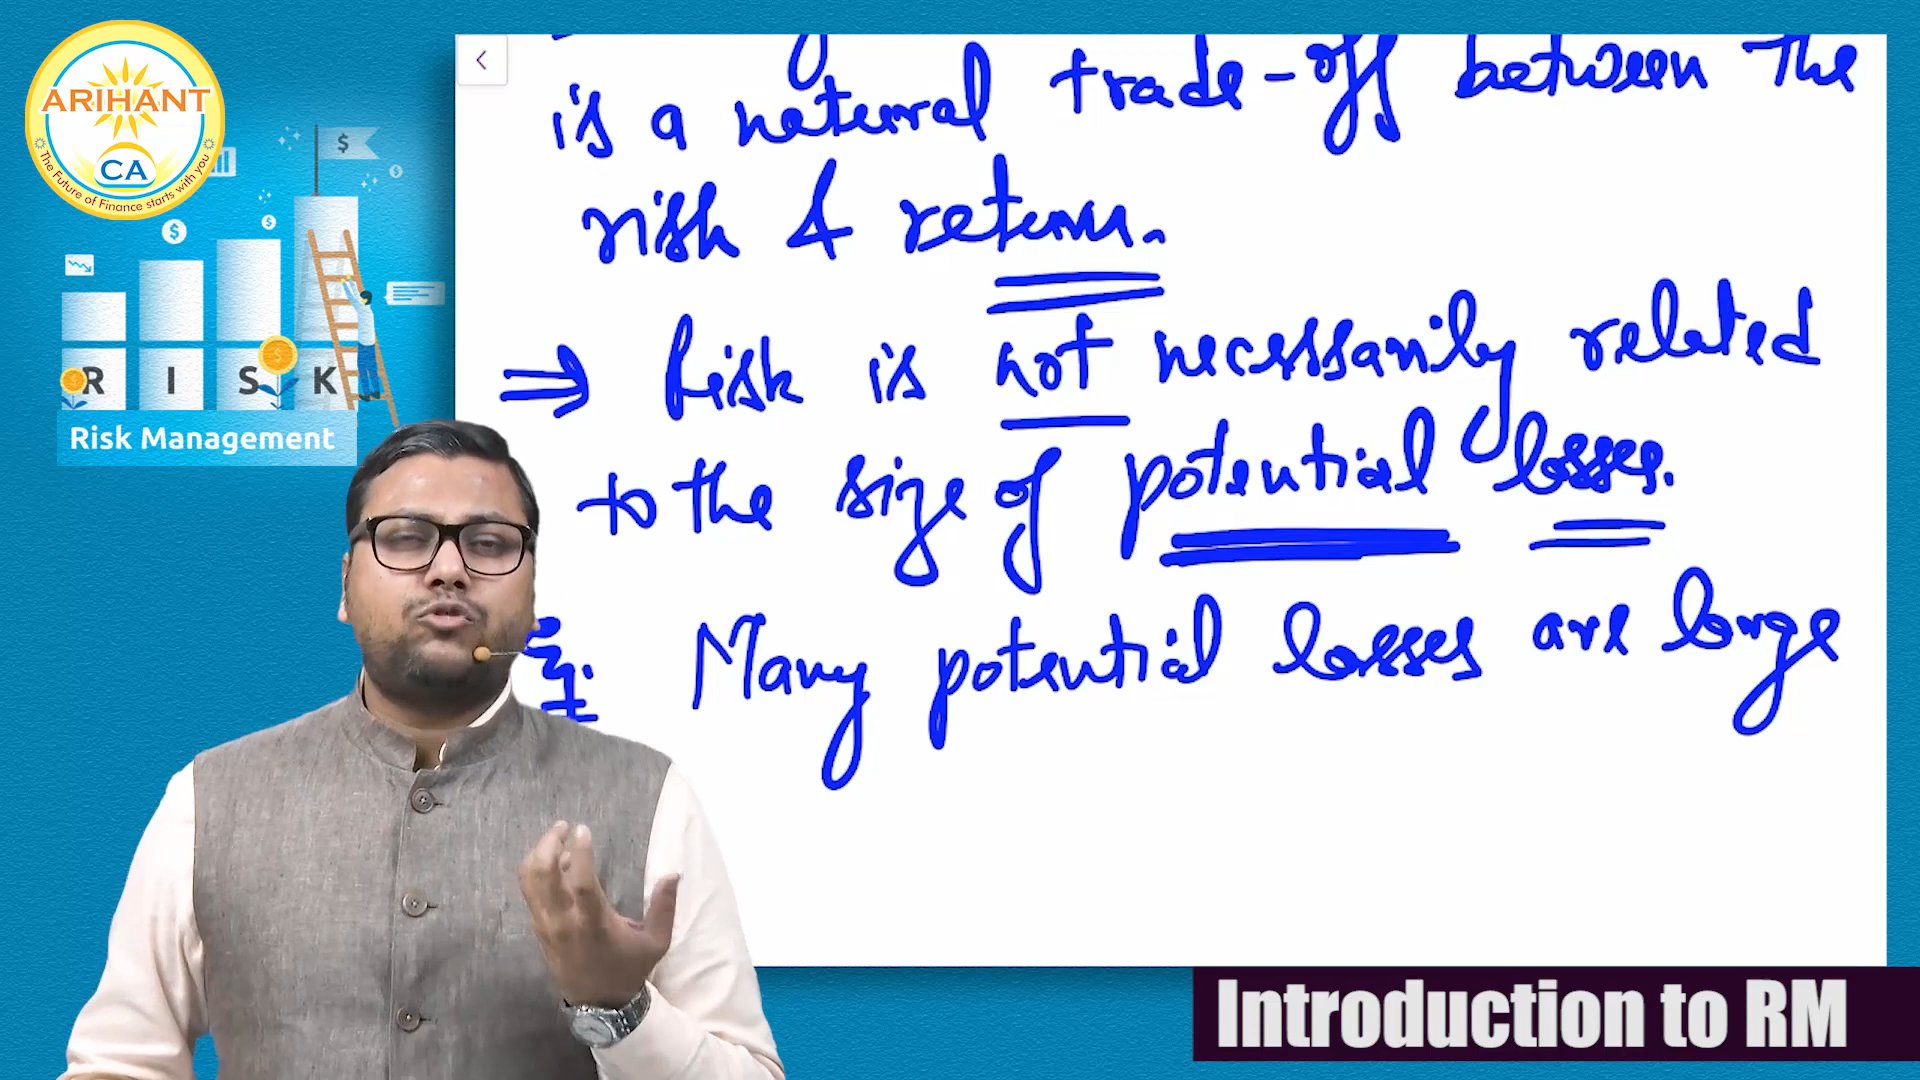 ARIHANT
CA
The Future of Finance starts with you
$
$
$
$
$
R I S K
Risk Management
is a natural trade-off between the
risk & return.
⇒ Risk is not necessarily related
to the size of potential losses.
Eg. Many potential losses are large
Introduction to RM